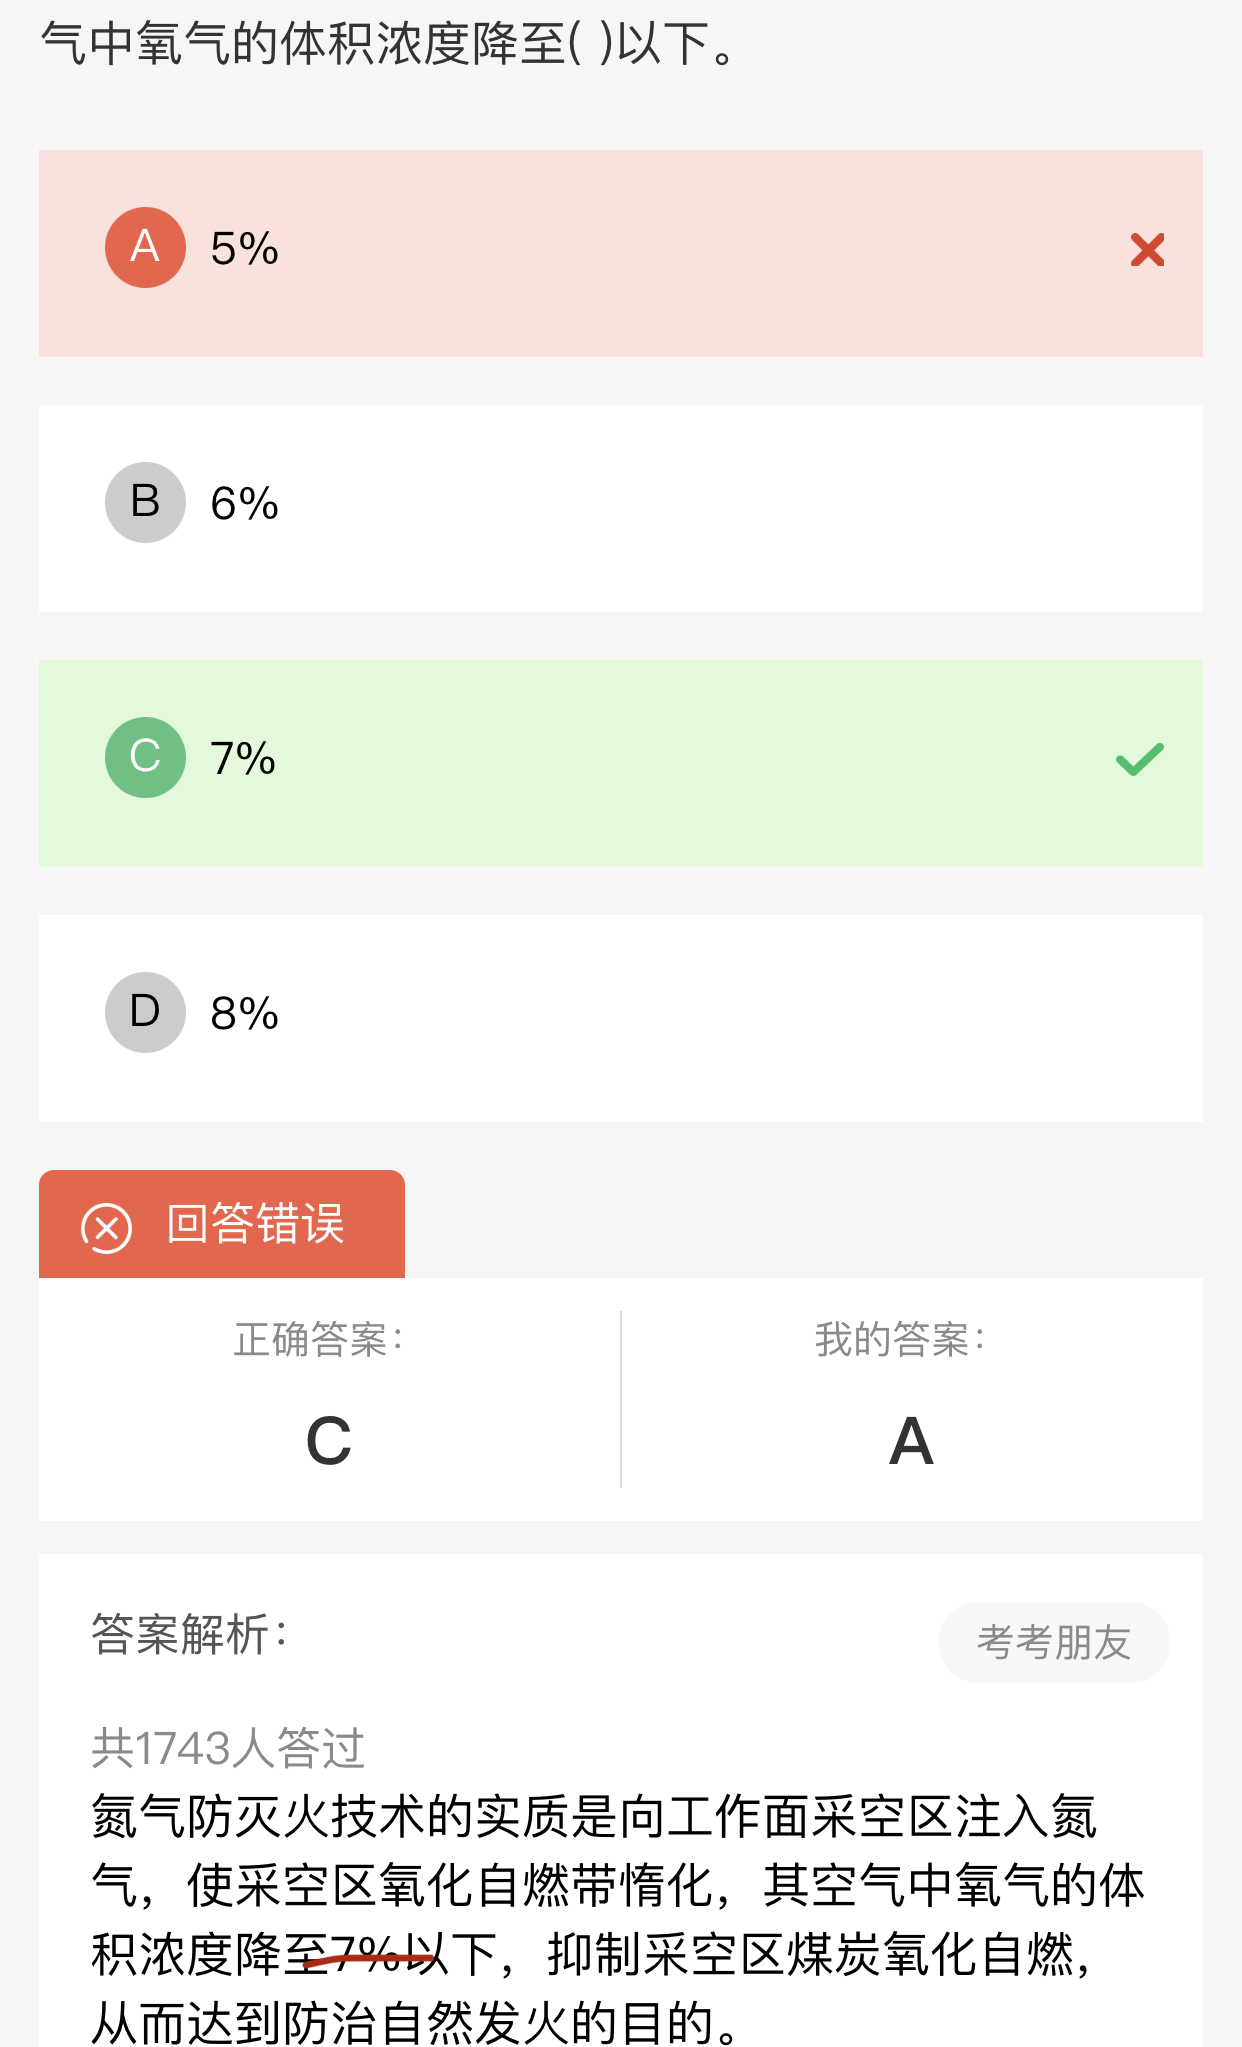 气中氧气的体积浓度降至( )以下。
A 5%
B 6%
C 7%
D 8%
回答错误
正确答案：
我的答案：
C
A
答案解析：
考考朋友
共1743人答过
氮气防灭火技术的实质是向工作面采空区注入氮
气，使采空区氧化自燃带惰化，其空气中氧气的体
积浓度降至7%以下，抑制采空区煤炭氧化自燃，
从而达到防治自然发火的目的。